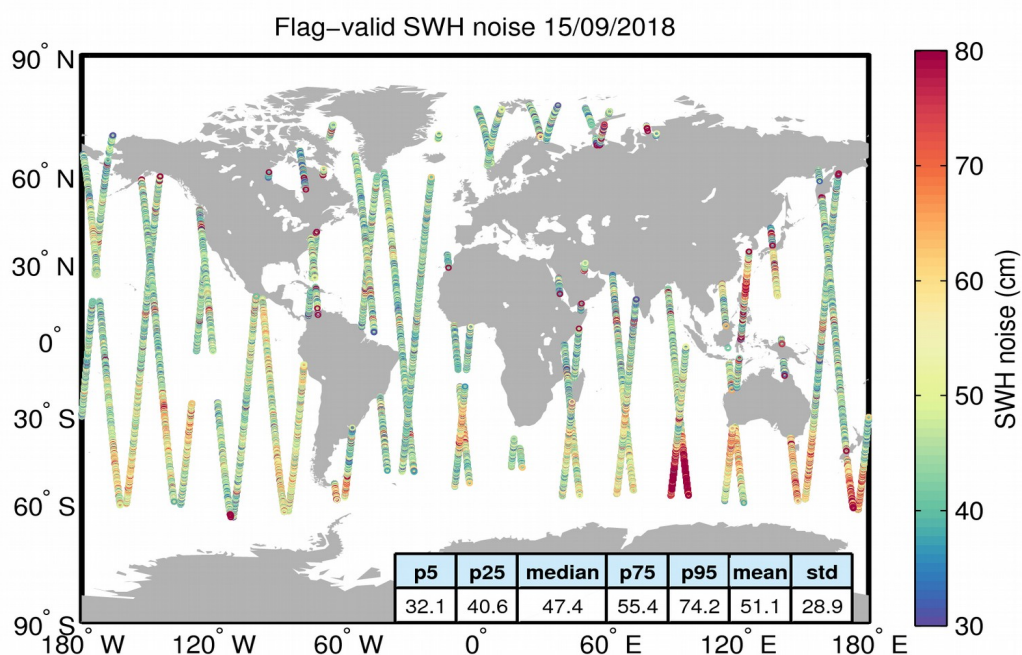 Flag−valid SWH noise 15/09/2018
90° N
60° N
30° N
0°
30° S
60° S
90° S
180° W 120° W 60° W 0° 60° E 120° E 180° E
p5 p25 median p75 p95 mean std
32.1 40.6 47.4 55.4 74.2 51.1 28.9
80
70
60
50
40
30
SWH noise (cm)